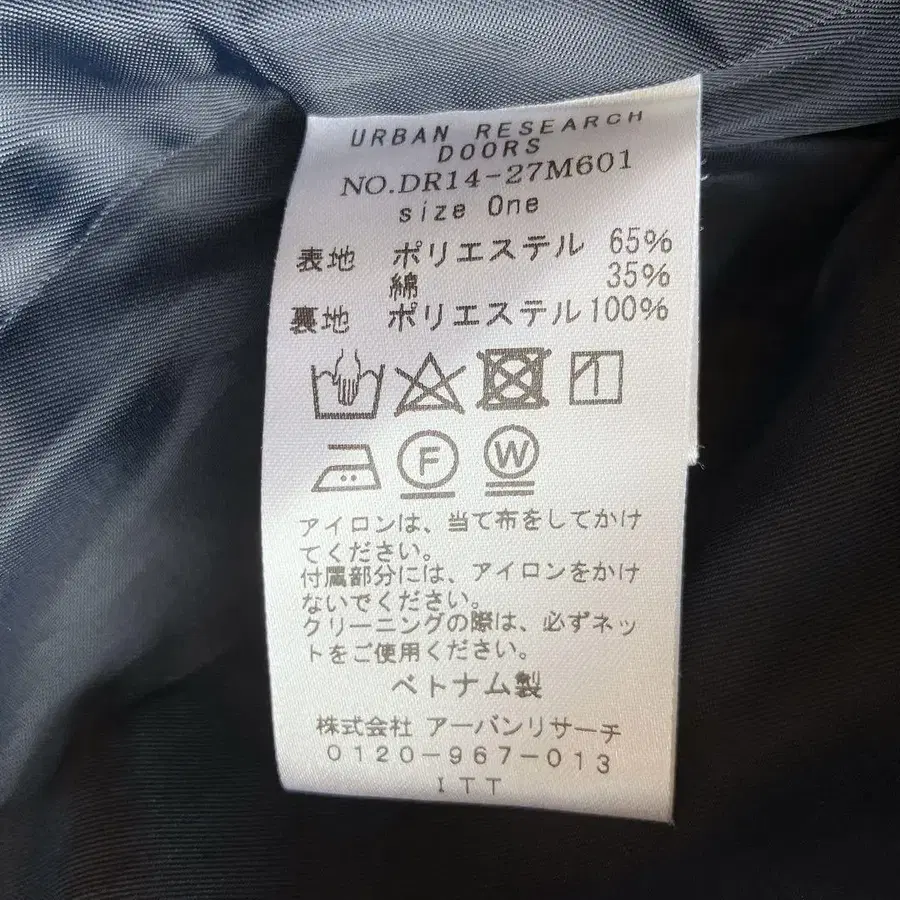 URBAN RESEARCH
DOORS
NO.DR14-27M601
size One
表地 ポリエステル 65%
綿 35%
裏地 ポリエステル 100%
F W
アイロンは、当て布をしてかけ
てください。
付属部分には、アイロンをかけ
ないでください。
クリーニングの際は、必ずネッ
トをご使用ください。
ベトナム製
株式会社 アーバンリサーチ
0120-967-013
ITT